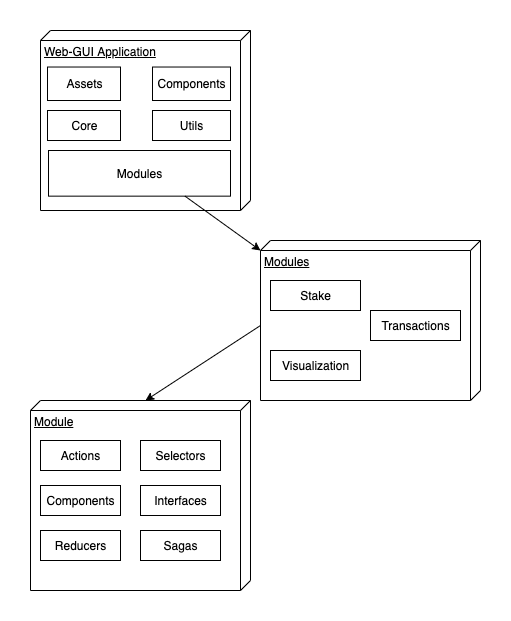 Web-GUI Application
Assets
Components
Core
Utils
Modules
Modules
Stake
Transactions
Visualization
Module
Actions
Selectors
Components
Interfaces
Reducers
Sagas